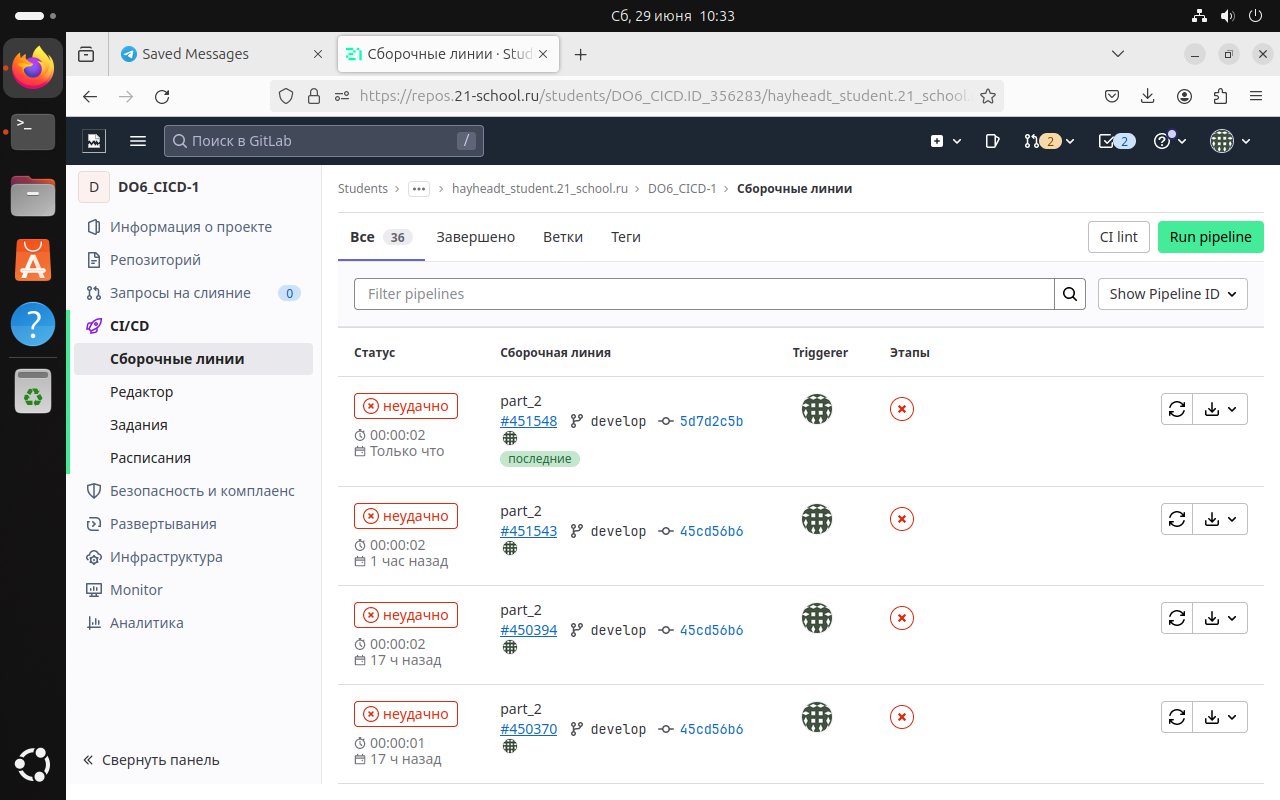 Сб, 29 июня 10:33
Saved Messages
Сборочные линии · Stud
https://repos.21-school.ru/students/DO6_CICD.ID_356283/hayheadt_student.21_school.
Поиск в GitLab /
2
2
D DO6_CICD-1
Информация о проекте
Репозиторий
Запросы на слияние 0
CI/CD
Сборочные линии
Редактор
Задания
Расписания
Безопасность и комплаенс
Развертывания
Инфраструктура
Monitor
Аналитика
Свернуть панель
Students › ••• › hayheadt_student.21_school.ru › DO6_CICD-1 › Сборочные линии
Все 36 Завершено Ветки Теги CI lint Run pipeline
Filter pipelines Show Pipeline ID
Статус Сборочная линия Triggerer Этапы
неудачно
00:00:02
Только что
part_2
#451548 develop 5d7d2c5b
последние
неудачно
00:00:02
1 час назад
part_2
#451543 develop 45cd56b6
неудачно
00:00:02
17 ч назад
part_2
#450394 develop 45cd56b6
неудачно
00:00:01
17 ч назад
part_2
#450370 develop 45cd56b6